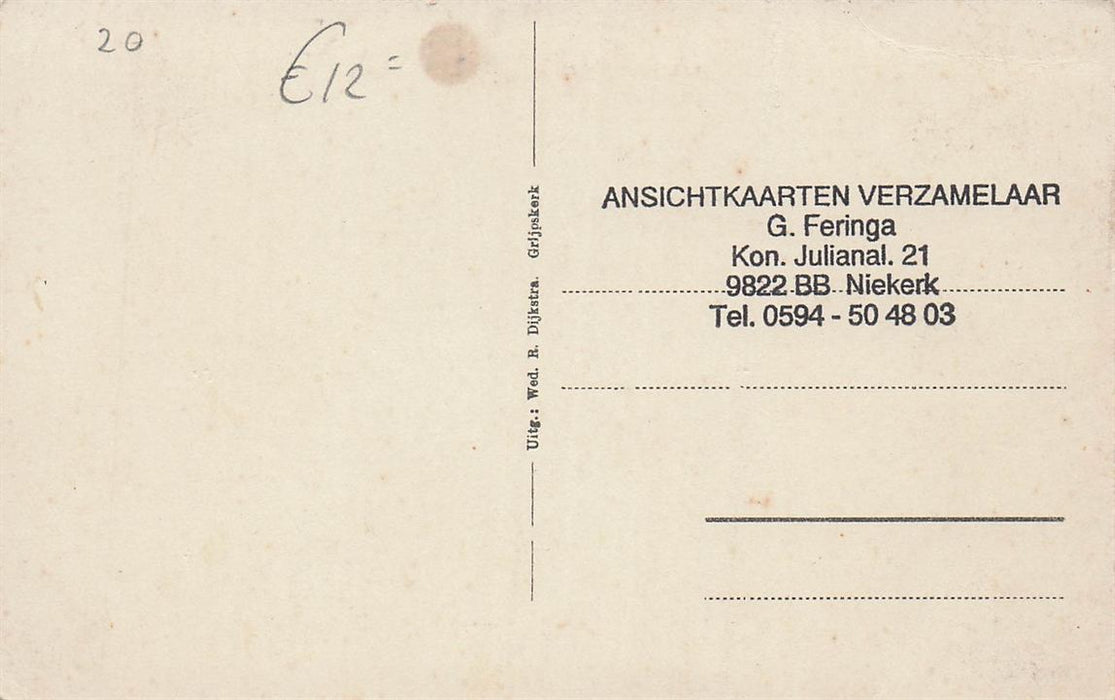 20
€ 12 =
ANSICHTKAARTEN VERZAMELAAR
G. Feringa
Kon. Julianal. 21
9822 BB Niekerk
Tel. 0594 - 50 48 03
Uitg.: Wed. R. Dijkstra. Grijpskerk